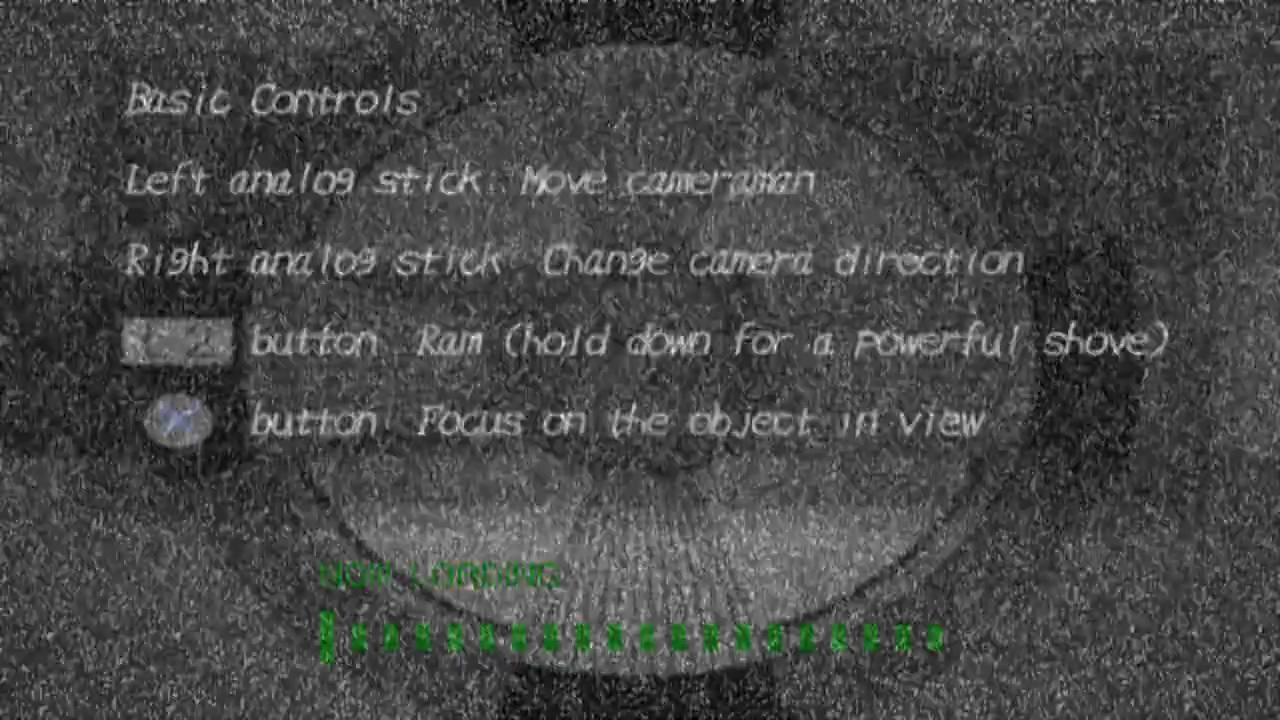 Basic Controls
Left analog stick: Move cameraman
Right analog stick: Change camera direction
button: Ram (hold down for a powerful shove)
button: Focus on the object in view
NOW LOADING